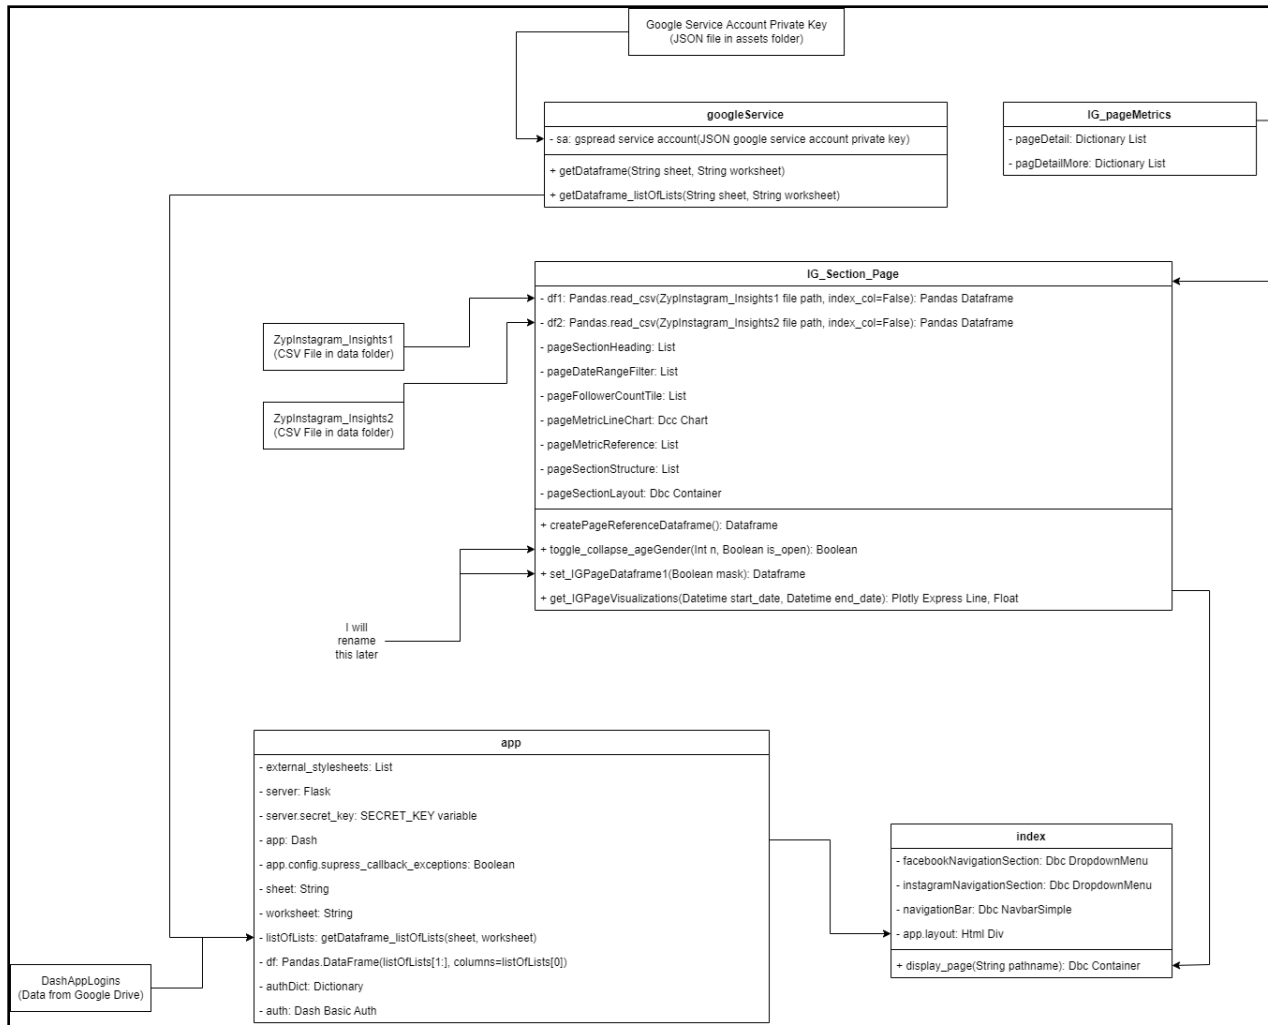 Google Service Account Private Key
(JSON file in assets folder)
googleService
- sa: gspread service account(JSON google service account private key)
+ getDataframe(String sheet, String worksheet)
+ getDataframe_listOfLists(String sheet, String worksheet)
IG_pageMetrics
- pageDetail: Dictionary List
- pagDetailMore: Dictionary List
IG_Section_Page
- df1: Pandas.read_csv(ZypInstagram_Insights1 file path, index_col=False): Pandas Dataframe
- df2: Pandas.read_csv(ZypInstagram_Insights2 file path, index_col=False): Pandas Dataframe
- pageSectionHeading: List
- pageDateRangeFilter: List
- pageFollowerCountTile: List
- pageMetricLineChart: Dcc Chart
- pageMetricReference: List
- pageSectionStructure: List
- pageSectionLayout: Dbc Container
+ createPageReferenceDataframe(): Dataframe
+ toggle_collapse_ageGender(Int n, Boolean is_open): Boolean
+ set_IGPageDataframe1(Boolean mask): Dataframe
+ get_IGPageVisualizations(Datetime start_date, Datetime end_date): Plotly Express Line, Float
ZypInstagram_Insights1
(CSV File in data folder)
ZypInstagram_Insights2
(CSV File in data folder)
I will
rename
this later
app
- external_stylesheets: List
- server: Flask
- server.secret_key: SECRET_KEY variable
- app: Dash
- app.config.supress_callback_exceptions: Boolean
- sheet: String
- worksheet: String
- listOfLists: getDataframe_listOfLists(sheet, worksheet)
- df: Pandas.DataFrame(listOfLists[1:], columns=listOfLists[0])
- authDict: Dictionary
- auth: Dash Basic Auth
index
- facebookNavigationSection: Dbc DropdownMenu
- instagramNavigationSection: Dbc DropdownMenu
- navigationBar: Dbc NavbarSimple
- app.layout: Html Div
+ display_page(String pathname): Dbc Container
DashAppLogins
(Data from Google Drive)